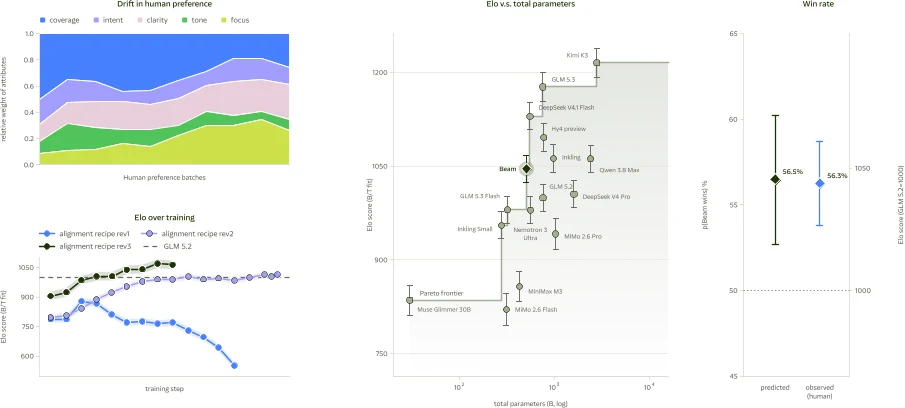 Drift in human preference
coverage intent clarity tone focus
1.0
0.8
0.6
0.4
0.2
0.0
relative weight of attributes
Human preference batches
Elo over training
alignment recipe rev1 alignment recipe rev2
alignment recipe rev3 GLM 5.2
1050
900
750
600
Elo score (B/T fit)
training step
Elo v.s. total parameters
1200
1050
900
750
Elo score (B/T fit)
Kimi K3
GLM 5.3
DeepSeek V4.1 Flash
Hy4 preview
Inkling
Qwen 3.8 Max
Beam
GLM 5.2
DeepSeek V4 Pro
GLM 5.3 Flash
Inkling Small
Nemotron 3
Ultra
MiMo 2.6 Pro
MiniMax M3
MiMo 2.6 Flash
Pareto frontier
Muse Glimmer 30B
10² 10³ 10⁴
total parameters (B, log)
Win rate
65
60
55
50
45
p(Beam wins) %
56.5%
56.3%
1050
1000
Elo score (GLM 5.2=1000)
predicted observed
(human)